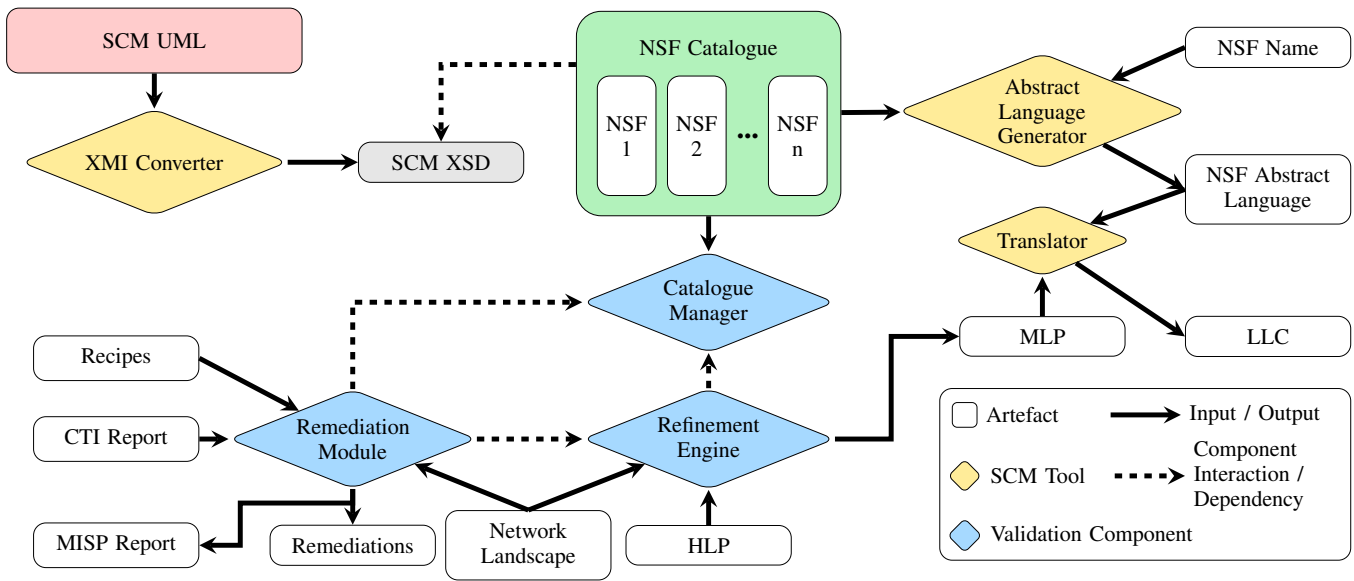 SCM UML
NSF Catalogue
NSF Name
NSF
1
NSF
2
...
NSF
n
Abstract
Language
Generator
XMI Converter
SCM XSD
NSF Abstract
Language
Translator
Catalogue
Manager
MLP
LLC
Recipes
CTI Report
Remediation
Module
Refinement
Engine
MISP Report
Remediations
Network
Landscape
HLP
Artefact
Input / Output
SCM Tool
Component
Interaction /
Dependency
Validation Component